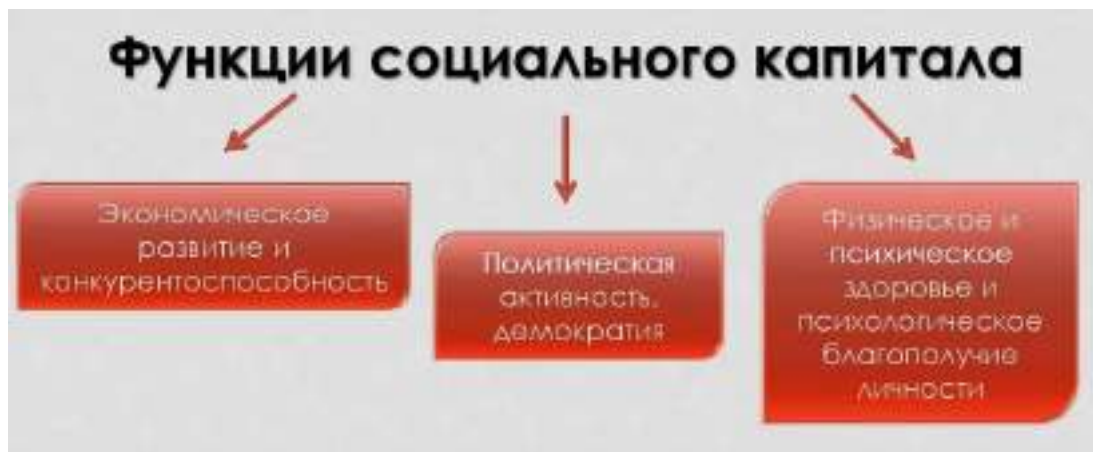 Функции социального капитала
Экономическое
развитие и
конкурентоспособность
Политическая
активность,
демократия
Физическое и
психическое
здоровье и
психологическое
благополучие
личности